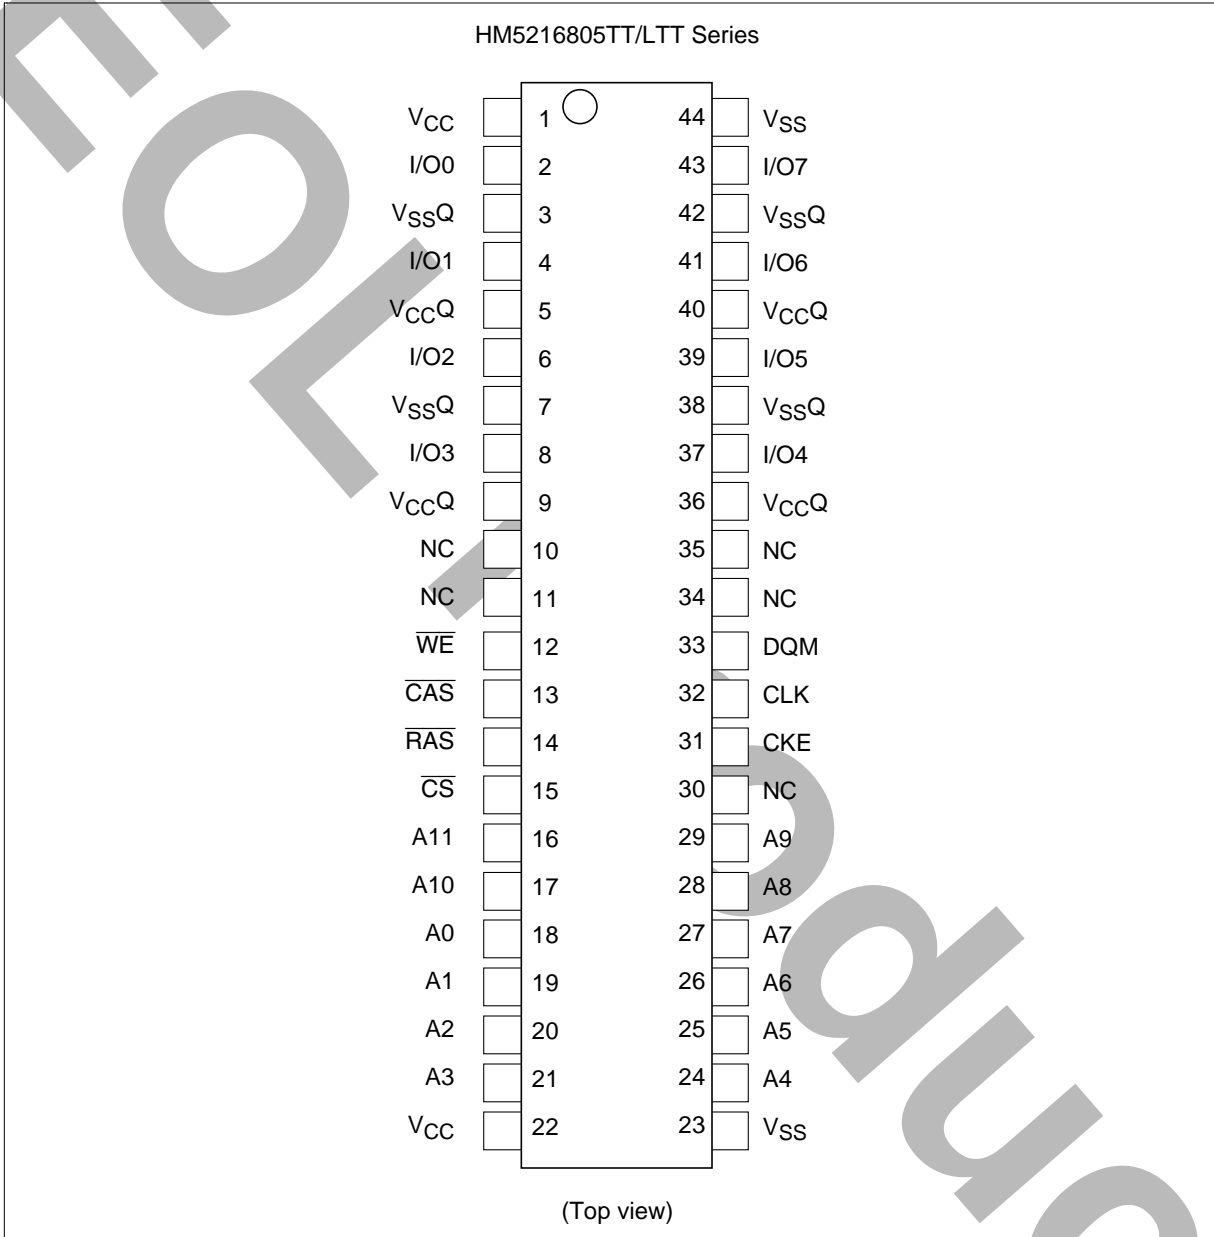 HM5216805TT/LTT Series
VCC 1 44 VSS
I/O0 2 43 I/O7
VSSQ 3 42 VSSQ
I/O1 4 41 I/O6
VCCQ 5 40 VCCQ
I/O2 6 39 I/O5
VSSQ 7 38 VSSQ
I/O3 8 37 I/O4
VCCQ 9 36 VCCQ
NC 10 35 NC
NC 11 34 NC
WE 12 33 DQM
CAS 13 32 CLK
RAS 14 31 CKE
CS 15 30 NC
A11 16 29 A9
A10 17 28 A8
A0 18 27 A7
A1 19 26 A6
A2 20 25 A5
A3 21 24 A4
VCC 22 23 VSS
(Top view)